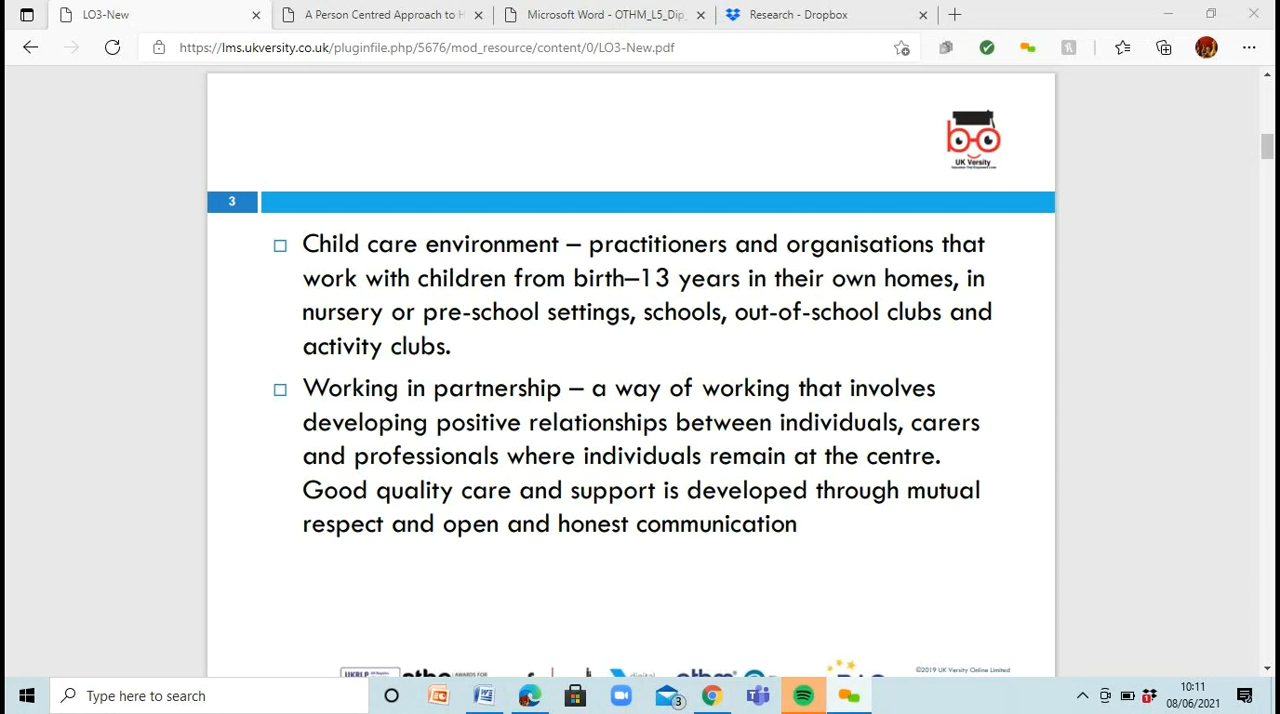 LO3-New
A Person Centred Approach to H
Microsoft Word - OTHM_L5_Dip_
Research - Dropbox
https://lms.ukversity.co.uk/pluginfile.php/5676/mod_resource/content/0/LO3-New.pdf
bo
UK Versity
3
Child care environment – practitioners and organisations that
work with children from birth–13 years in their own homes, in
nursery or pre-school settings, schools, out-of-school clubs and
activity clubs.
Working in partnership – a way of working that involves
developing positive relationships between individuals, carers
and professionals where individuals remain at the centre.
Good quality care and support is developed through mutual
respect and open and honest communication
©2019 UK Versity Online Limited
Type here to search
3
10:11
08/06/2021